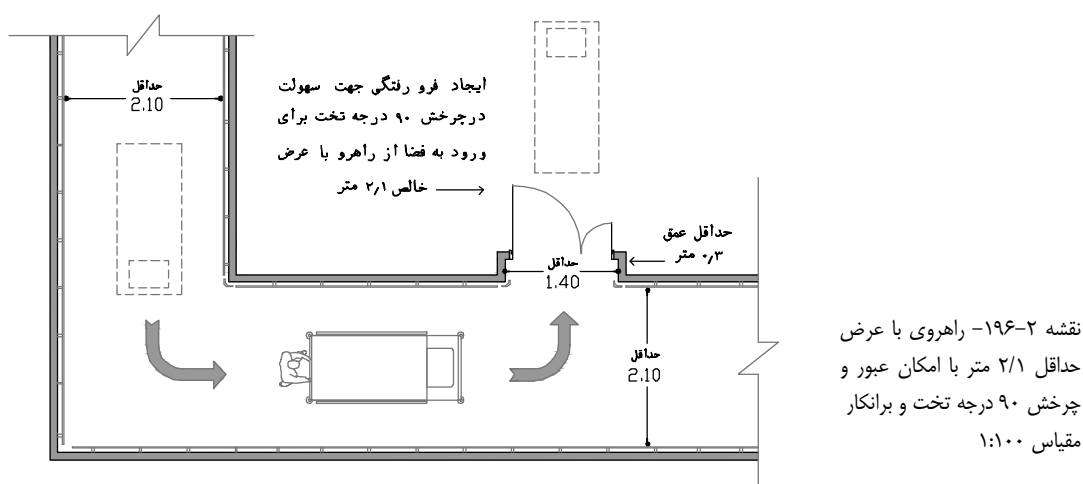 حداقل
2.10
ایجاد فرو رفتگی جهت سهولت
درچرخش ۹۰ درجه تخت برای
ورود به فضا از راهرو با عرض
خالص ۲٫۱ متر
حداقل عمق
۰٫۳ متر
حداقل
1.40
حداقل
2.10
نقشه ۲-۱۹۶- راهروی با عرض
حداقل ۲/۱ متر با امکان عبور و
چرخش ۹۰ درجه تخت و برانکار
مقیاس ۱:۱۰۰